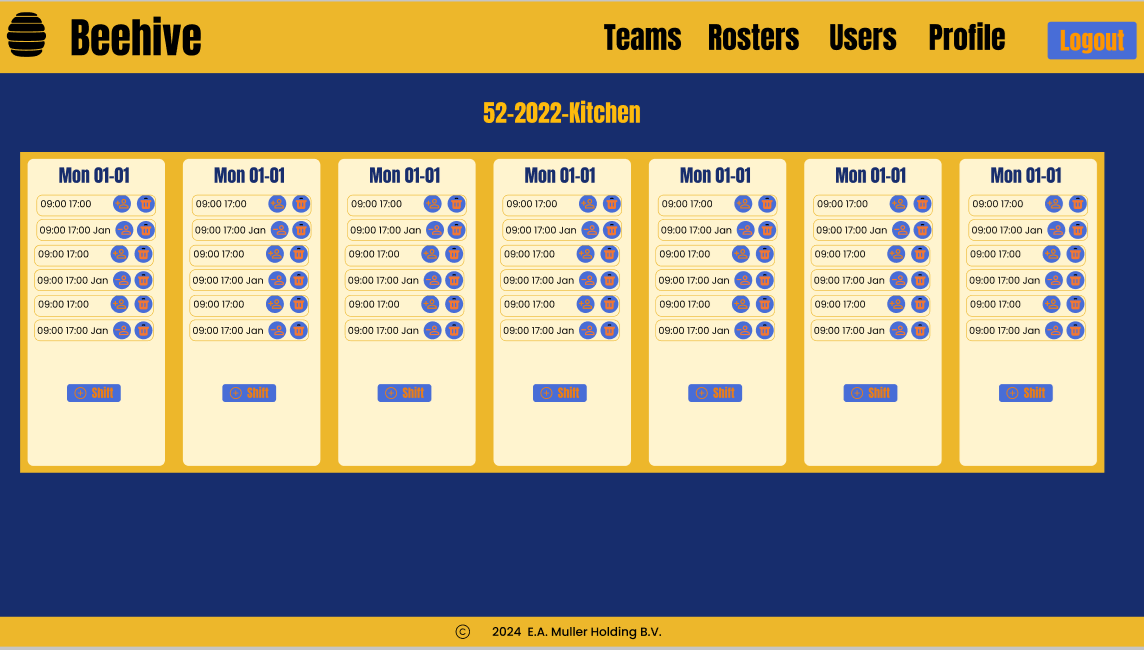 Beehive Teams Rosters Users Profile Logout
52-2022-Kitchen
Mon 01-01 Mon 01-01 Mon 01-01 Mon 01-01 Mon 01-01 Mon 01-01 Mon 01-01
09:00 17:00 09:00 17:00 09:00 17:00 09:00 17:00 09:00 17:00 09:00 17:00 09:00 17:00
09:00 17:00 Jan 09:00 17:00 Jan 09:00 17:00 Jan 09:00 17:00 Jan 09:00 17:00 Jan 09:00 17:00 Jan 09:00 17:00 Jan
09:00 17:00 09:00 17:00 09:00 17:00 09:00 17:00 09:00 17:00 09:00 17:00 09:00 17:00
09:00 17:00 Jan 09:00 17:00 Jan 09:00 17:00 Jan 09:00 17:00 Jan 09:00 17:00 Jan 09:00 17:00 Jan 09:00 17:00 Jan
09:00 17:00 09:00 17:00 09:00 17:00 09:00 17:00 09:00 17:00 09:00 17:00 09:00 17:00
09:00 17:00 Jan 09:00 17:00 Jan 09:00 17:00 Jan 09:00 17:00 Jan 09:00 17:00 Jan 09:00 17:00 Jan 09:00 17:00 Jan
Shift Shift Shift Shift Shift Shift Shift
© 2024 E.A. Muller Holding B.V.